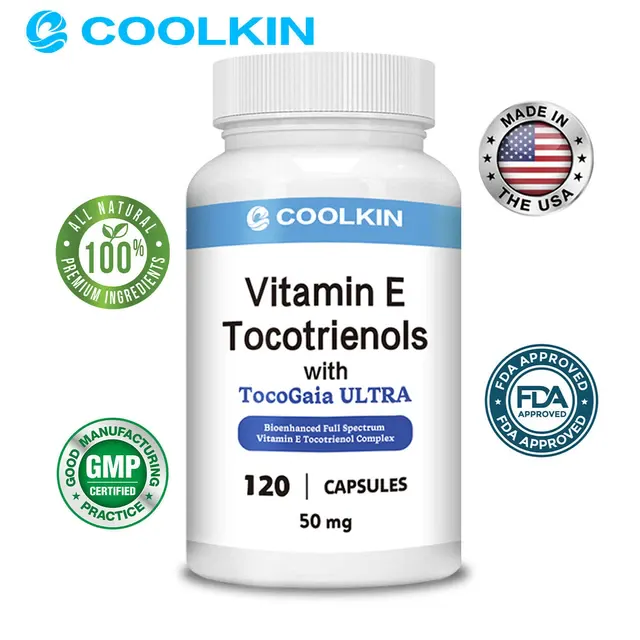 COOLKIN
MADE IN
THE USA
COOLKIN
ALL NATURAL
100%
PREMIUM INGREDIENTS
Vitamin E
Tocotrienols
with
TocoGaia ULTRA
Bioenhanced Full Spectrum
Vitamin E Tocotrienol Complex
FDA APPROVED
FDA
APPROVED
FDA APPROVED
GOOD MANUFACTURING
GMP
CERTIFIED
PRACTICE
120 | CAPSULES
50 mg